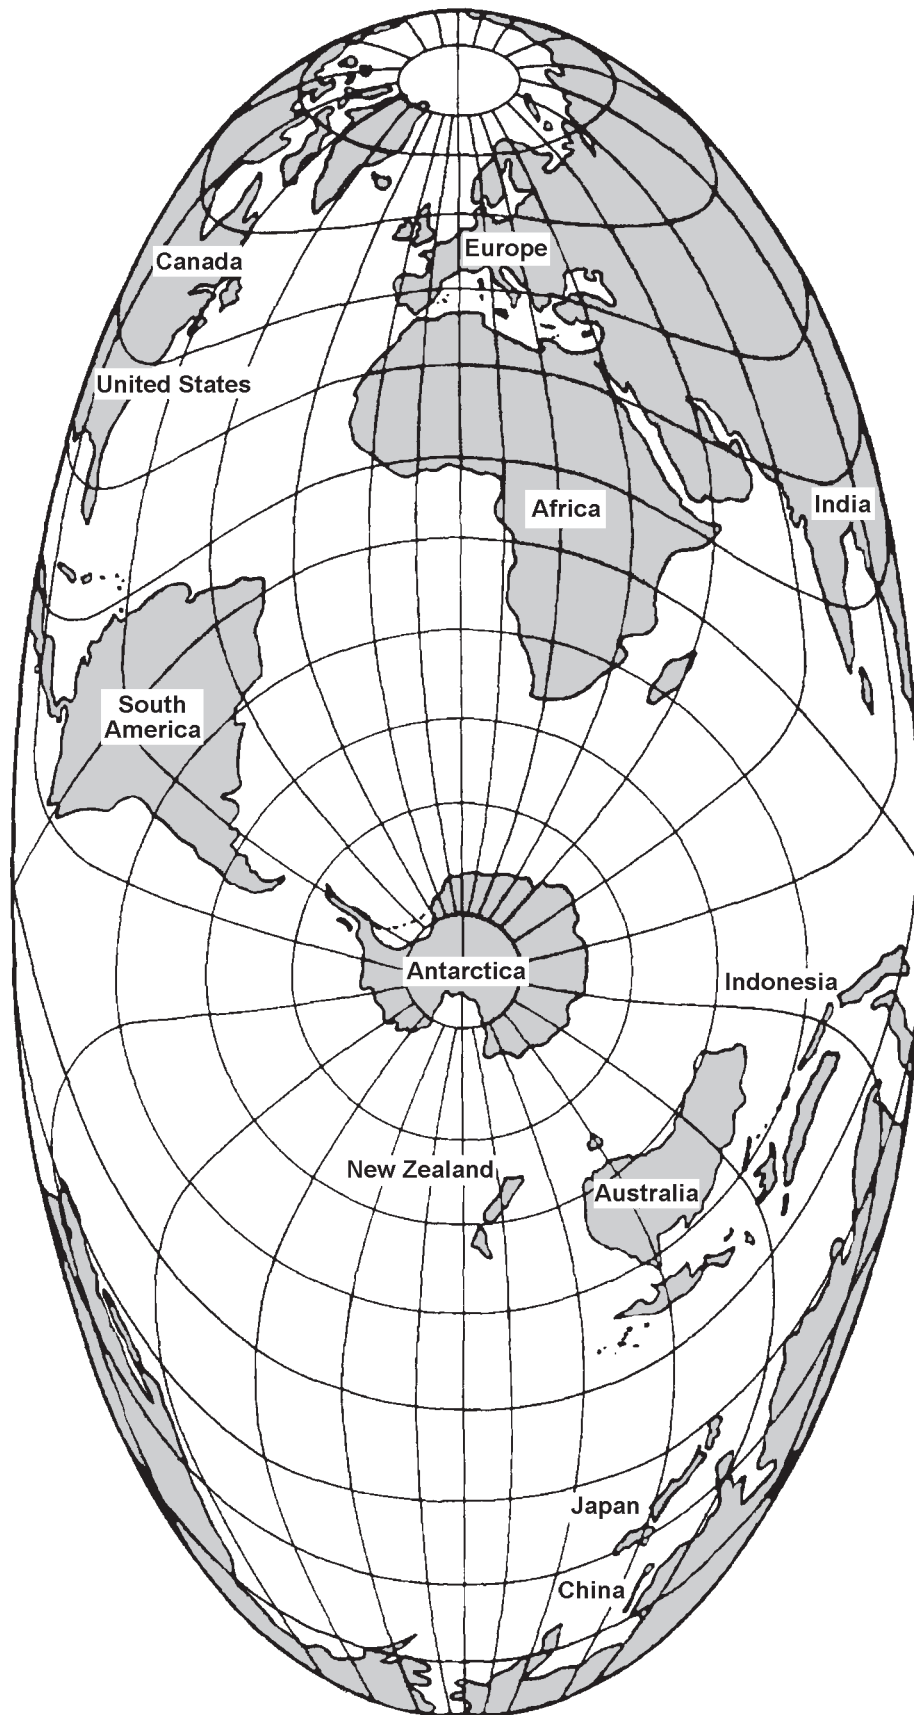 Europe
Canada
United States
India
Africa
South
America
Antarctica
Indonesia
New Zealand
Australia
Japan
China